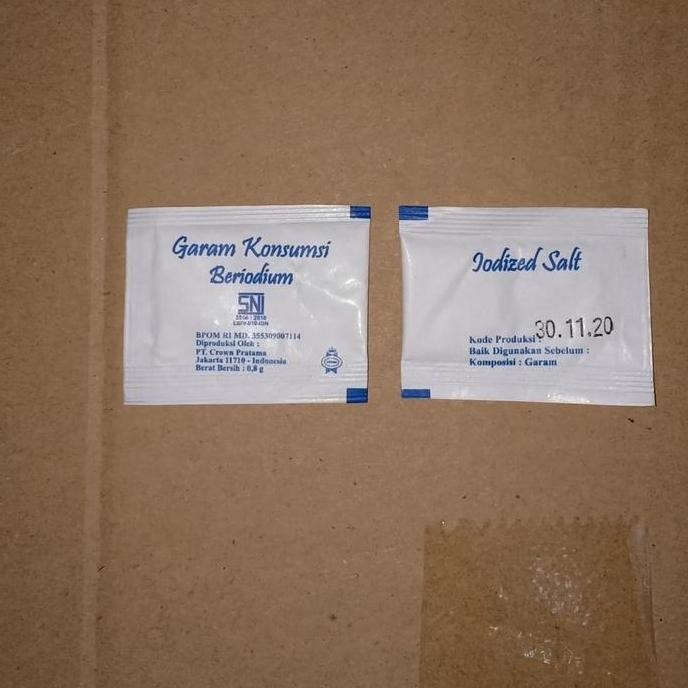 Garam Konsumsi
Beriodium
SNI
BPOM RI MD. 355309007114
Diproduksi Oleh :
PT. Crown Pratama
Jakarta 11710 - Indonesia
Berat Bersih : 0,8 g
Iodized Salt
30.11.20
Kode Produksi :
Baik Digunakan Sebelum :
Komposisi : Garam